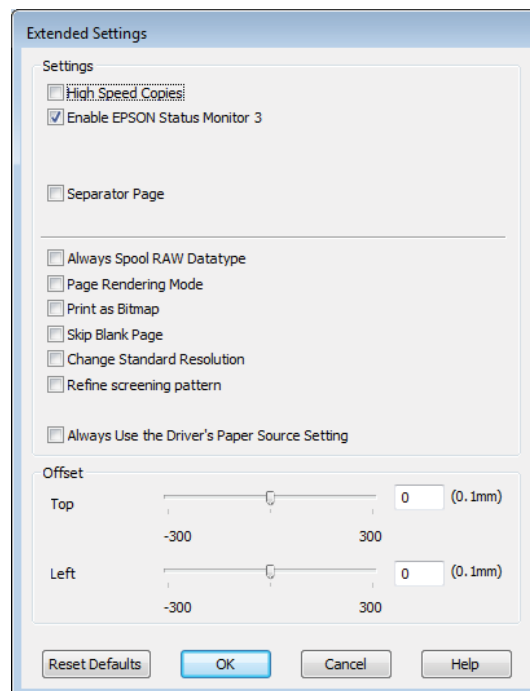 Extended Settings
Settings
High Speed Copies
Enable EPSON Status Monitor 3
Separator Page
Always Spool RAW Datatype
Page Rendering Mode
Print as Bitmap
Skip Blank Page
Change Standard Resolution
Refine screening pattern
Always Use the Driver's Paper Source Setting
Offset
Top 0 (0.1mm)
-300 300
Left 0 (0.1mm)
-300 300
Reset Defaults OK Cancel Help